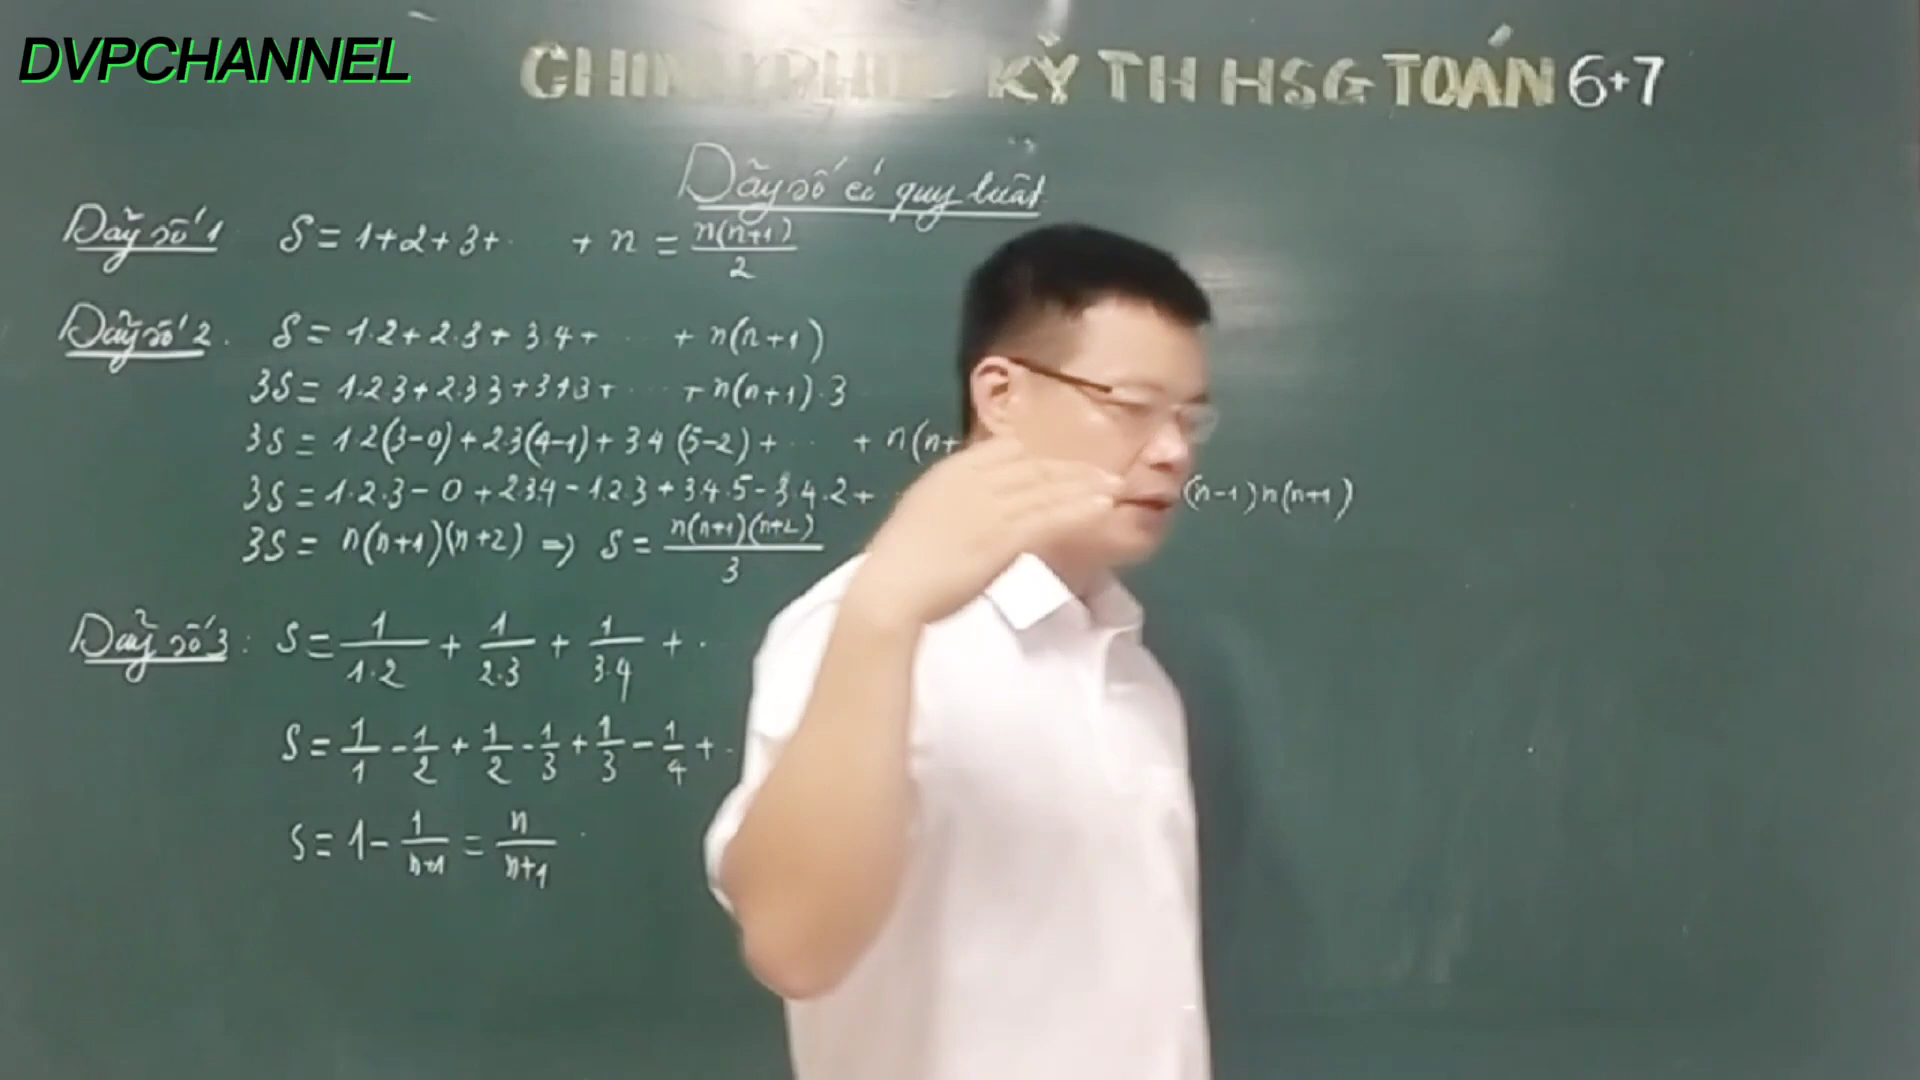 DVPCHANNEL
KỲ TH HSG TOÁN 6+7
Dãy số có quy luật
Dãy số 1 S = 1+2+3+. + n = n(n+1)/2
Dãy số 2. S = 1.2 + 2.3 + 3.4 + ... + n(n+1)
3S = 1.2.3 + 2.3.3 + 3.4.3 + ... + n(n+1).3
3S = 1.2(3-0) + 2.3(4-1) + 3.4(5-2) + ... + n(n+
3S = 1.2.3 - 0 + 2.3.4 - 1.2.3 + 3.4.5 - 3.4.2 + (n-1)n(n+1)
3S = n(n+1)(n+2) => S = n(n+1)(n+2)/3
Dãy số 3: S = 1/1.2 + 1/2.3 + 1/3.4 + .
S = 1/1 - 1/2 + 1/2 - 1/3 + 1/3 - 1/4 + .
S = 1 - 1/n+1 = n/n+1